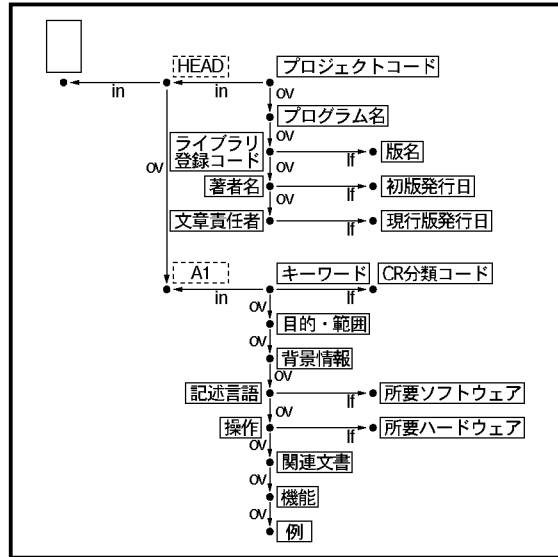 HEAD
プロジェクトコード
in
in
ov
プログラム名
ov
ライブラリ
登録コード
lf
版名
ov
ov
著者名
lf
初版発行日
ov
文章責任者
lf
現行版発行日
A1
キーワード
CR分類コード
in
lf
ov
目的・範囲
ov
背景情報
ov
記述言語
lf
所要ソフトウェア
ov
操作
lf
所要ハードウェア
ov
関連文書
ov
機能
ov
例